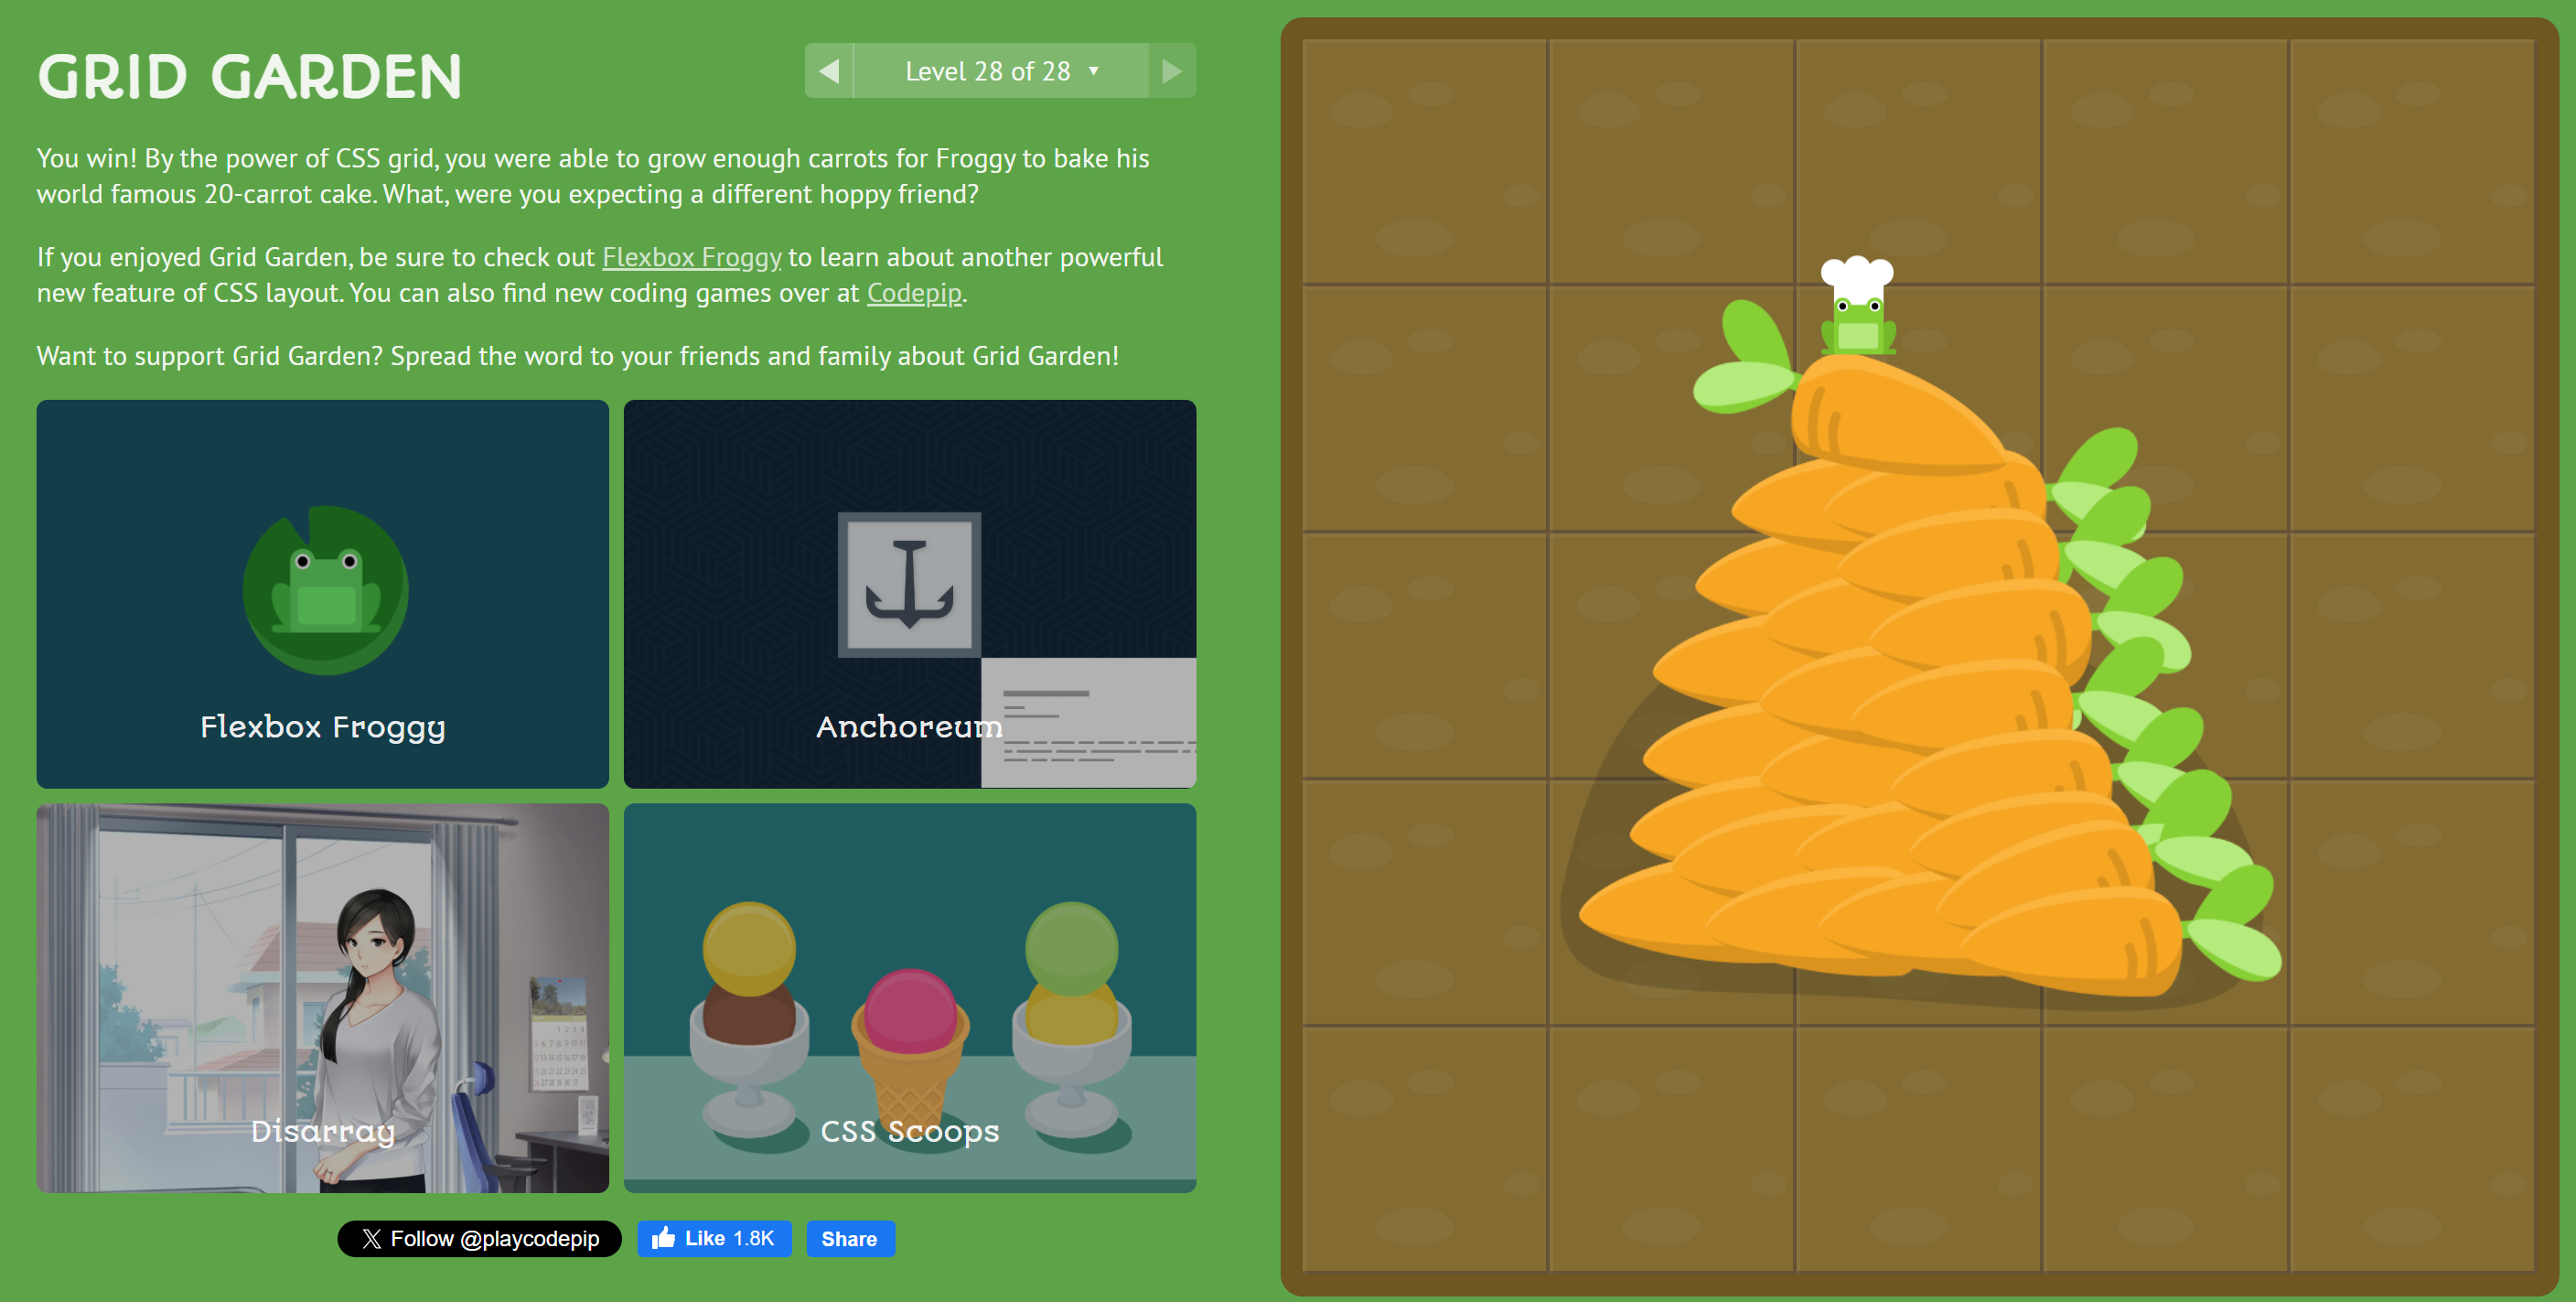 GRID GARDEN
Level 28 of 28 ▼
You win! By the power of CSS grid, you were able to grow enough carrots for Froggy to bake his
world famous 20-carrot cake. What, were you expecting a different hoppy friend?
If you enjoyed Grid Garden, be sure to check out Flexbox Froggy to learn about another powerful
new feature of CSS layout. You can also find new coding games over at Codepip.
Want to support Grid Garden? Spread the word to your friends and family about Grid Garden!
Flexbox Froggy
Anchoreum
Disarray
CSS Scoops
Follow @playcodepip
Like 1.8K
Share